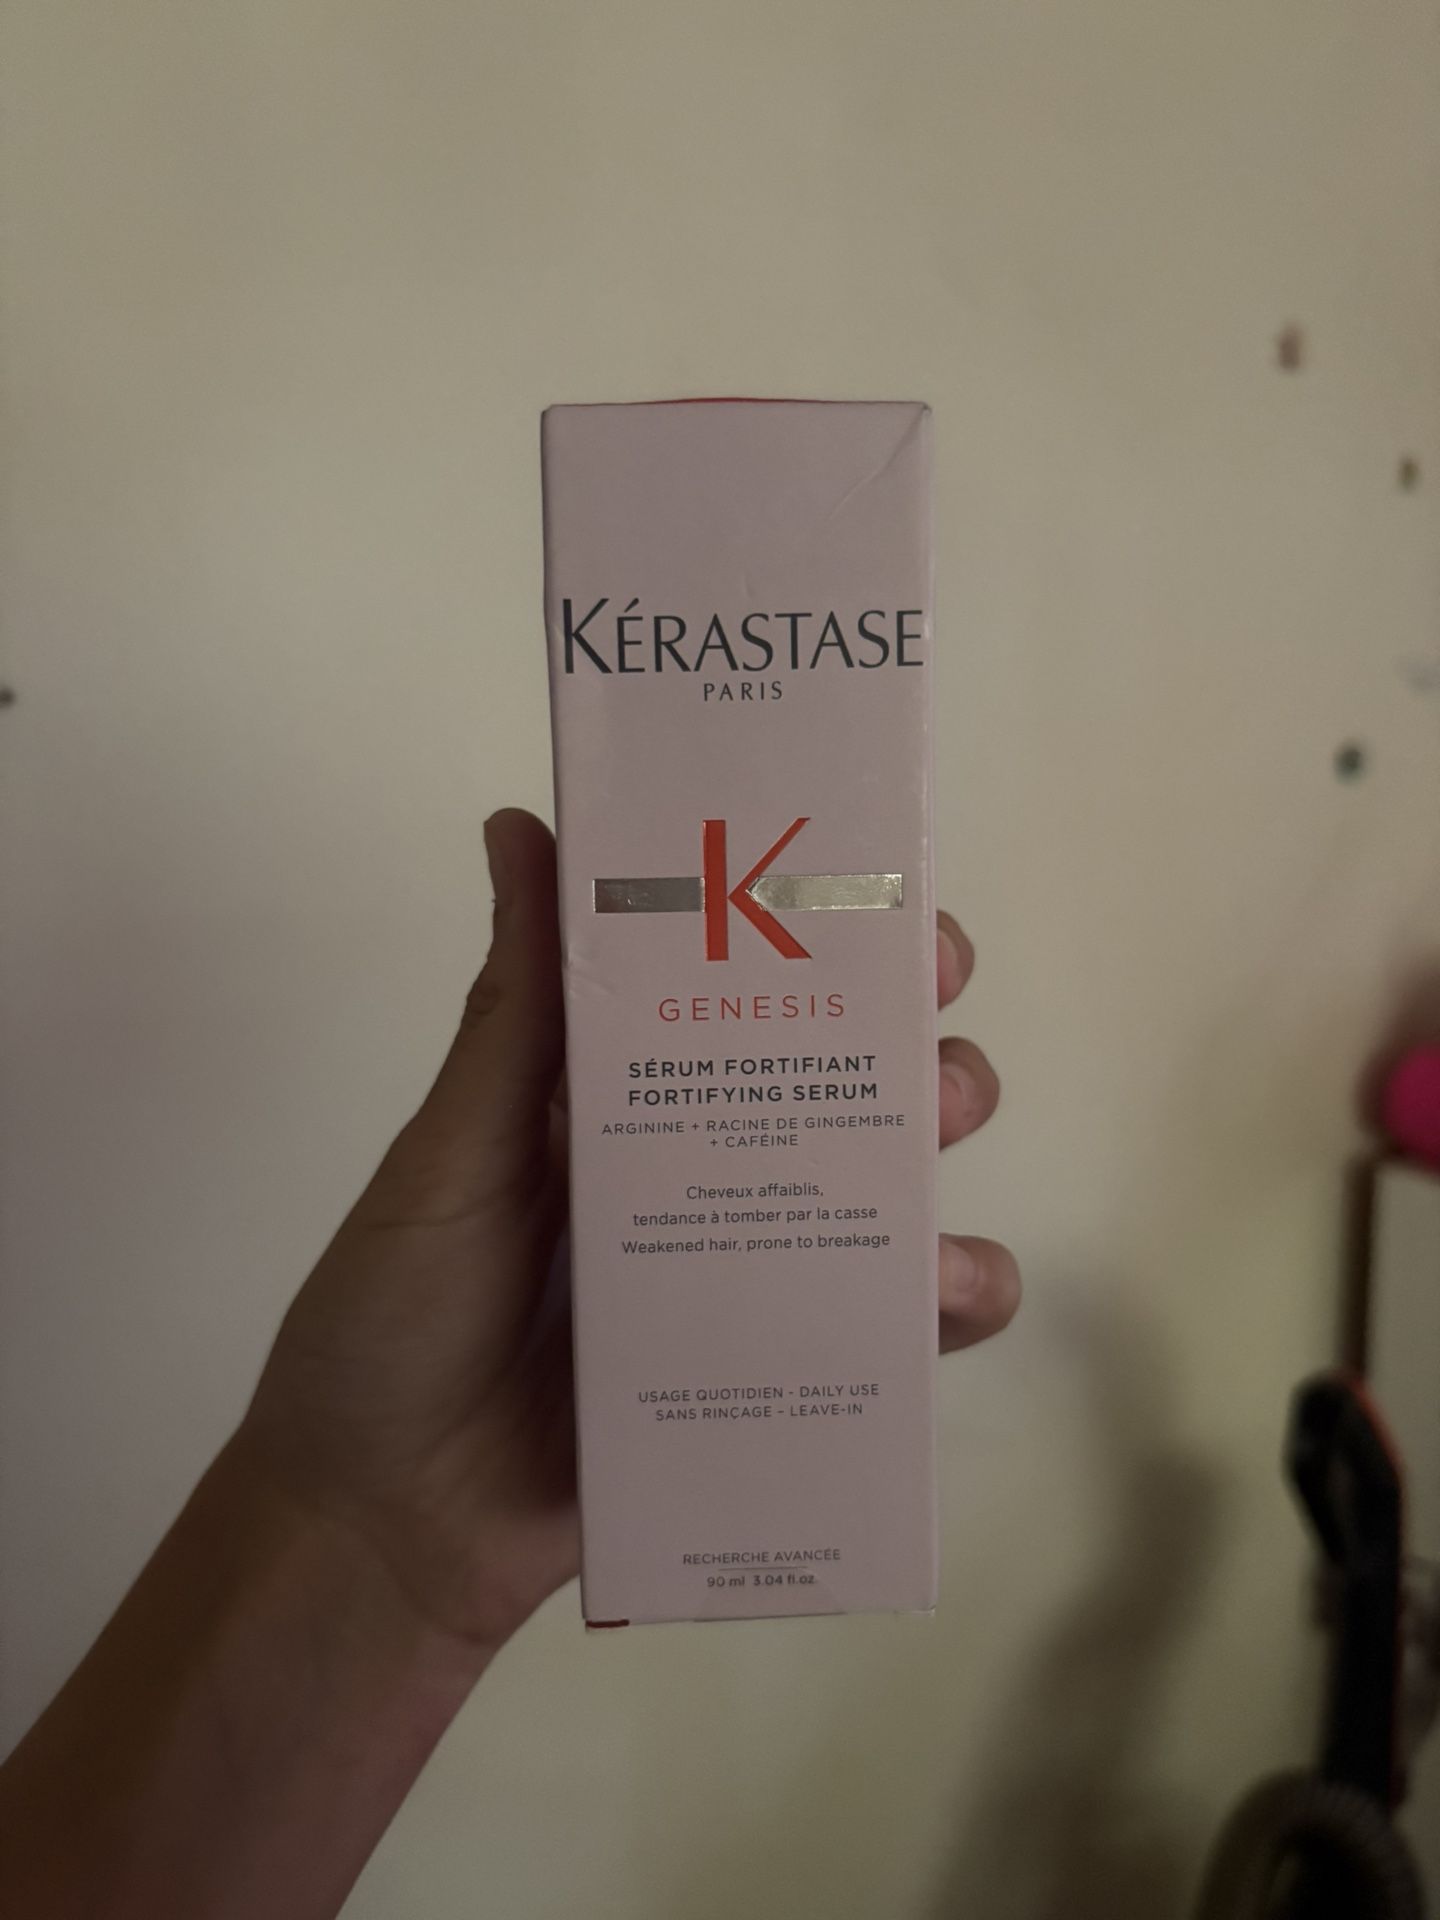 KÉRASTASE
PARIS
K
GENESIS
SÉRUM FORTIFIANT
FORTIFYING SERUM
ARGININE + RACINE DE GINGEMBRE
+ CAFÉINE
Cheveux affaiblis,
tendance à tomber par la casse
Weakened hair, prone to breakage
USAGE QUOTIDIEN - DAILY USE
SANS RINÇAGE – LEAVE-IN
RECHERCHE AVANCÉE
90 ml 3.04 fl.oz.